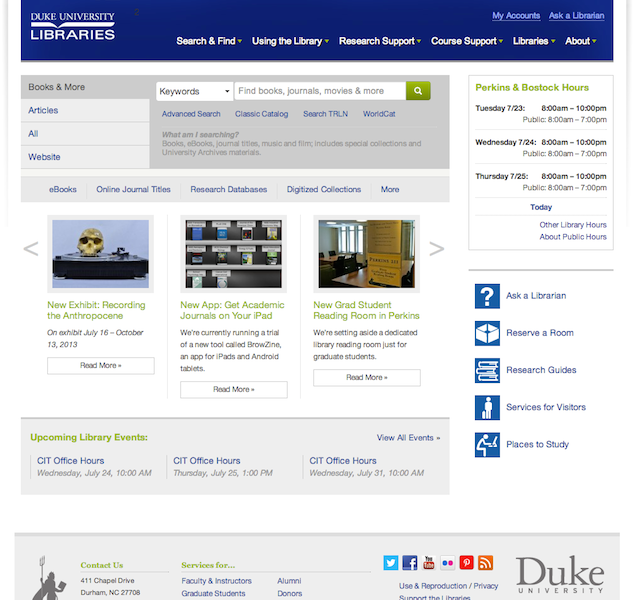 DUKE UNIVERSITY
LIBRARIES
My Accounts Ask a Librarian
Search & Find Using the Library Research Support Course Support Libraries About
Books & More
Articles
All
Website
Keywords Find books, journals, movies & more
Advanced Search Classic Catalog Search TRLN WorldCat
What am i searching?
Books, eBooks, journal titles, music and film; includes special collections and
University Archives materials.
Perkins & Bostock Hours
Tuesday 7/23: 8:00am – 10:00pm
Public: 8:00am – 7:00pm
Wednesday 7/24: 8:00am – 10:00pm
Public: 8:00am – 7:00pm
Thursday 7/25: 8:00am – 10:00pm
Public: 8:00am – 7:00pm
Today
Other Library Hours
About Public Hours
eBooks Online Journal Titles Research Databases Digitized Collections More
New Exhibit: Recording
the Anthropocene
On exhibit July 16 – October
13, 2013
Read More »
New App: Get Academic
Journals on Your iPad
We're currently running a trial
of a new tool called BrowZine,
an app for iPads and Android
tablets.
Read More »
PERKINS
New Grad Student
Reading Room in Perkins
We're setting aside a dedicated
library reading room just for
graduate students.
Read More »
Ask a Librarian
Reserve a Room
Research Guides
Services for Visitors
Places to Study
Upcoming Library Events: View All Events »
CIT Office Hours
Wednesday, July 24, 10:00 AM
CIT Office Hours
Thursday, July 25, 1:00 PM
CIT Office Hours
Wednesday, July 31, 10:00 AM
Contact Us
411 Chapel Drive
Durham, NC 27708
Services for...
Faculty & Instructors Alumni
Graduate Students Donors
You Tube
Use & Reproduction / Privacy
Support the Libraries
Duke
UNIVERSITY